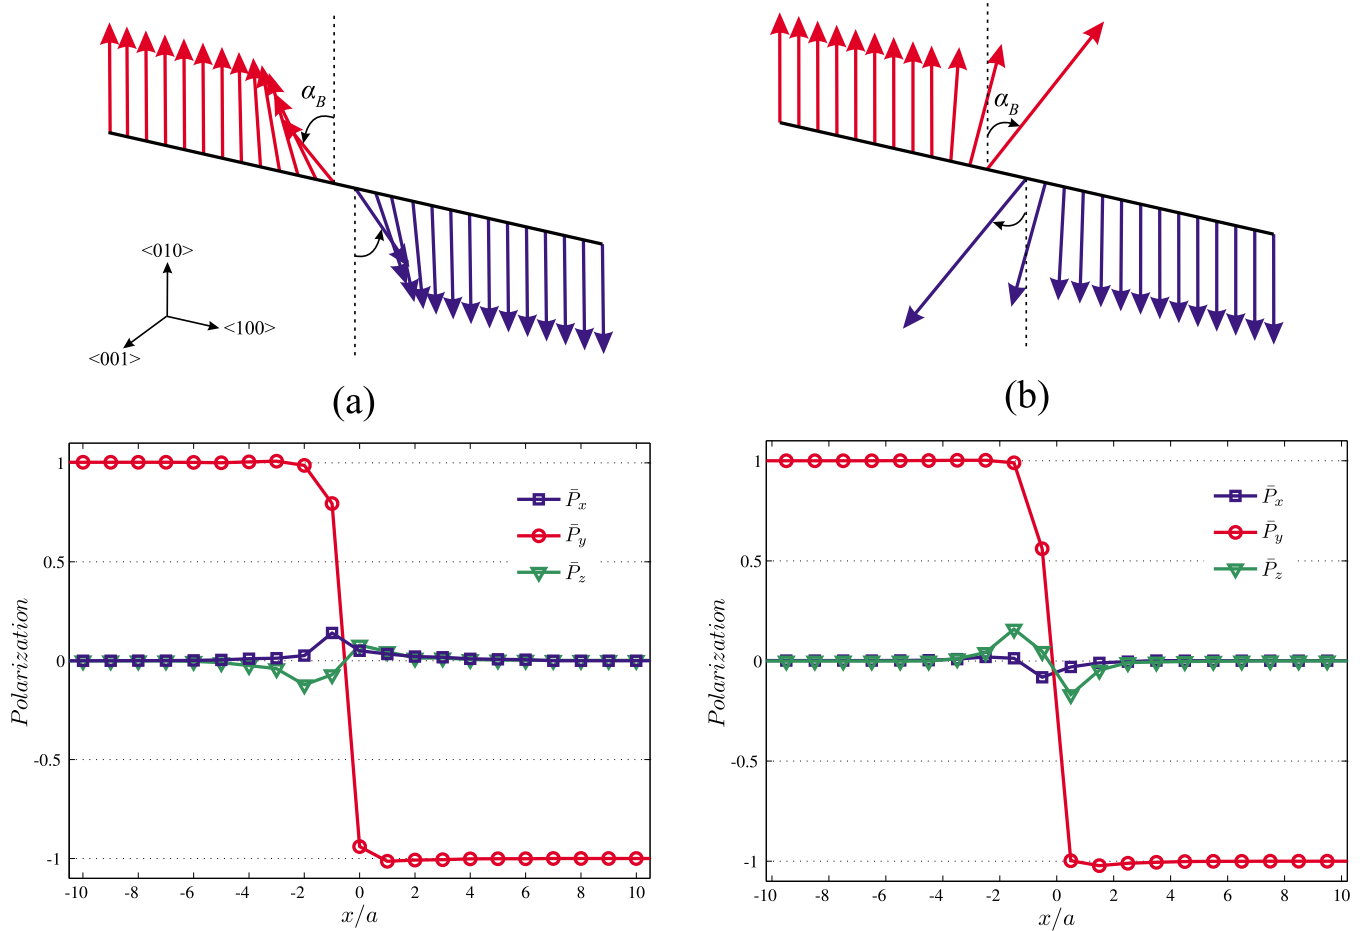 α_B
α_B
<010>
<100>
<001>
(a)
(b)
1
0.5
0
-0.5
-1
-10 -8 -6 -4 -2 0 2 4 6 8 10
x/a
Polarization
P̄_x
P̄_y
P̄_z
1
0.5
0
-0.5
-1
-10 -8 -6 -4 -2 0 2 4 6 8 10
x/a
Polarization
P̄_x
P̄_y
P̄_z